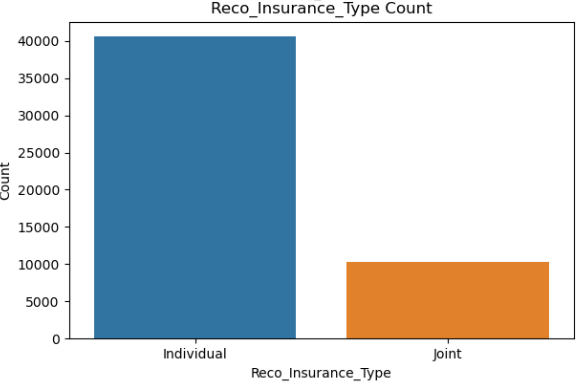 Reco_Insurance_Type Count
40000
35000
30000
25000
20000
15000
10000
5000
0
Count
Individual
Joint
Reco_Insurance_Type